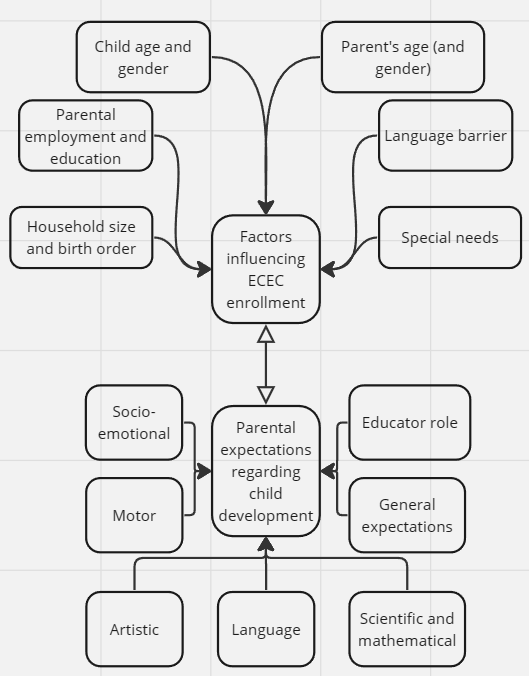 Child age and
gender
Parent's age (and
gender)
Parental
employment and
education
Language barrier
Household size
and birth order
Factors
influencing
ECEC
enrollment
Special needs
Socio-
emotional
Parental
expectations
regarding
child
development
Educator role
Motor
General
expectations
Artistic
Language
Scientific and
mathematical